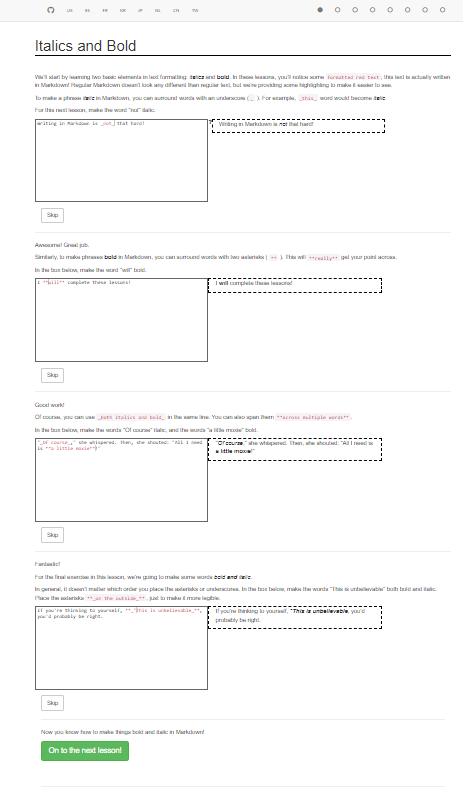 US ES FR KR JP NL CN TW
Italics and Bold
We'll start by learning two basic elements in text formatting: italics and bold. In these lessons, you'll notice some formatted red text, this text is actually written
in Markdown! Regular Markdown doesn't look any different than regular text, but we're providing some highlighting to make it easier to see.
To make a phrase italic in Markdown, you can surround words with an underscore ( _ ). For example, _this_ word would become italic.
For this next lesson, make the word "not" italic.
Writing in Markdown is _not_ that hard!
Writing in Markdown is not that hard!
Skip
Awesome! Great job.
Similarly, to make phrases bold in Markdown, you can surround words with two asterisks ( ** ). This will **really** get your point across.
In the box below, make the word "will" bold.
I **will** complete these lessons!
I will complete these lessons!
Skip
Good work!
Of course, you can use _both italics and bold_ in the same line. You can also span them **across multiple words**.
In the box below, make the words "Of course" italic, and the words "a little moxie" bold.
"_Of course_," she whispered. Then, she shouted: "All I need
is **a little moxie**!"
"Of course," she whispered. Then, she shouted: "All I need is
a little moxie!"
Skip
Fantastic!
For the final exercise in this lesson, we're going to make some words bold and italic.
In general, it doesn't matter which order you place the asterisks or underscores. In the box below, make the words "This is unbelievable" both bold and italic.
Place the asterisks **_on the outside_**, just to make it more legible.
If you're thinking to yourself, **_"This is unbelievable_**,
you'd probably be right.
If you're thinking to yourself, "This is unbelievable, you'd
probably be right.
Skip
Now you know how to make things bold and italic in Markdown!
On to the next lesson!